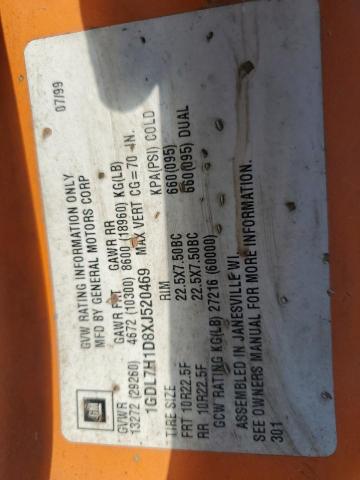 07/99
GVW RATING INFORMATION ONLY.
MFD BY GENERAL MOTORS CORP
GM
GVWR GAWR FRT GAWR RR
13272 (29260) 4672 (10300) 8600 (18960) KG(LB)
1GDL7H1D8XJ520469 MAX VERT CG=70 IN.
TIRE SIZE RIM KPA(PSI) COLD
FRT 10R22.5F 22.5X7.50BC 660(095)
RR 10R22.5F 22.5X7.50BC 660(095) DUAL
GCW RATING KG(LB) 27216 (60000)
ASSEMBLED IN JANESVILLE WI
SEE OWNERS MANUAL FOR MORE INFORMATION.
301